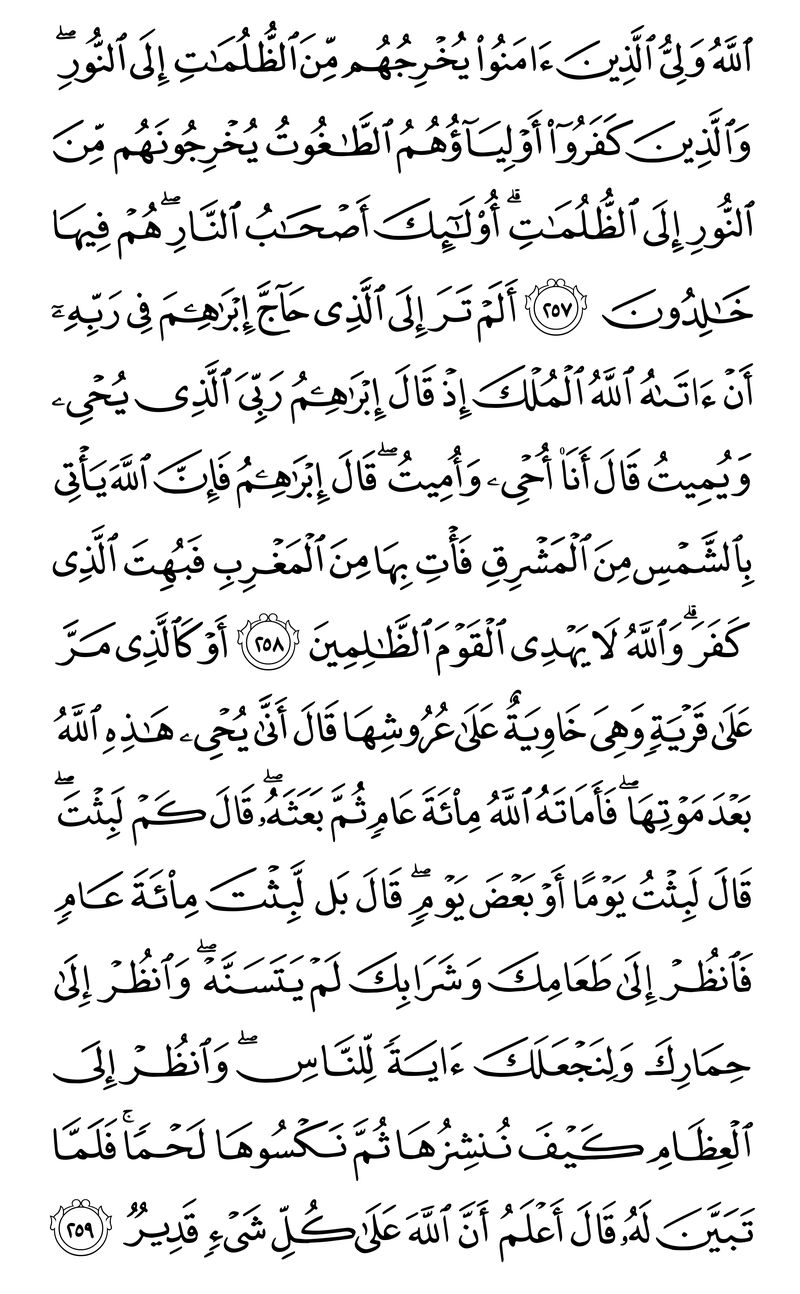 ٱللَّهُ وَلِىُّ ٱلَّذِينَ ءَامَنُوا۟ يُخْرِجُهُم مِّنَ ٱلظُّلُمَـٰتِ إِلَى ٱلنُّورِ ۖ
وَٱلَّذِينَ كَفَرُوٓا۟ أَوْلِيَآؤُهُمُ ٱلطَّـٰغُوتُ يُخْرِجُونَهُم مِّنَ
ٱلنُّورِ إِلَى ٱلظُّلُمَـٰتِ ۗ أُو۟لَـٰٓئِكَ أَصْحَـٰبُ ٱلنَّارِ ۖ هُمْ فِيهَا
خَـٰلِدُونَ ٢٥٧ أَلَمْ تَرَ إِلَى ٱلَّذِى حَآجَّ إِبْرَٰهِـۧمَ فِى رَبِّهِۦٓ
أَنْ ءَاتَىٰهُ ٱللَّهُ ٱلْمُلْكَ إِذْ قَالَ إِبْرَٰهِـۧمُ رَبِّىَ ٱلَّذِى يُحْىِۦ
وَيُمِيتُ قَالَ أَنَا۠ أُحْىِۦ وَأُمِيتُ ۖ قَالَ إِبْرَٰهِـۧمُ فَإِنَّ ٱللَّهَ يَأْتِى
بِٱلشَّمْسِ مِنَ ٱلْمَشْرِقِ فَأْتِ بِهَا مِنَ ٱلْمَغْرِبِ فَبُهِتَ ٱلَّذِى
كَفَرَ ۗ وَٱللَّهُ لَا يَهْدِى ٱلْقَوْمَ ٱلظَّـٰلِمِينَ ٢٥٨ أَوْ كَٱلَّذِى مَرَّ
عَلَىٰ قَرْيَةٍ وَهِىَ خَاوِيَةٌ عَلَىٰ عُرُوشِهَا قَالَ أَنَّىٰ يُحْىِۦ هَـٰذِهِ ٱللَّهُ
بَعْدَ مَوْتِهَا ۖ فَأَمَاتَهُ ٱللَّهُ مِا۟ئَةَ عَامٍ ثُمَّ بَعَثَهُۥ ۖ قَالَ كَمْ لَبِثْتَ ۖ
قَالَ لَبِثْتُ يَوْمًا أَوْ بَعْضَ يَوْمٍ ۖ قَالَ بَل لَّبِثْتَ مِا۟ئَةَ عَامٍ
فَٱنظُرْ إِلَىٰ طَعَامِكَ وَشَرَابِكَ لَمْ يَتَسَنَّهْ ۖ وَٱنظُرْ إِلَىٰ
حِمَارِكَ وَلِنَجْعَلَكَ ءَايَةً لِّلنَّاسِ ۖ وَٱنظُرْ إِلَى
ٱلْعِظَامِ كَيْفَ نُنشِزُهَا ثُمَّ نَكْسُوهَا لَحْمًا ۚ فَلَمَّا
تَبَيَّنَ لَهُۥ قَالَ أَعْلَمُ أَنَّ ٱللَّهَ عَلَىٰ كُلِّ شَىْءٍ قَدِيرٌ ٢٥٩